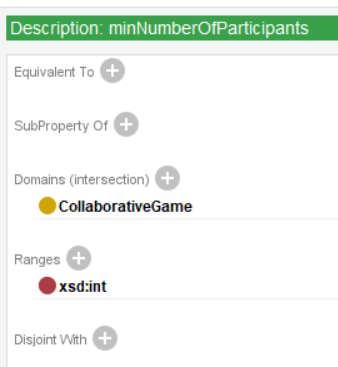 Description: minNumberOfParticipants
Equivalent To
SubProperty Of
Domains (intersection)
CollaborativeGame
Ranges
xsd:int
Disjoint With